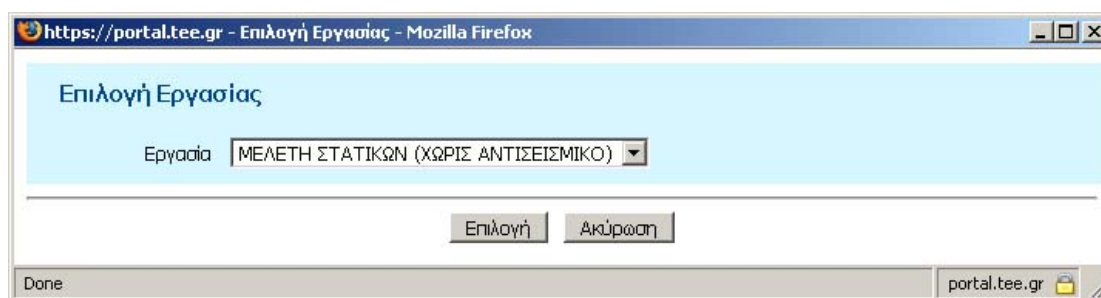 https://portal.tee.gr - Επιλογή Εργασίας - Mozilla Firefox
Επιλογή Εργασίας
Εργασία ΜΕΛΕΤΗ ΣΤΑΤΙΚΩΝ (ΧΩΡΙΣ ΑΝΤΙΣΕΙΣΜΙΚΟ)
Επιλογή Ακύρωση
Done portal.tee.gr